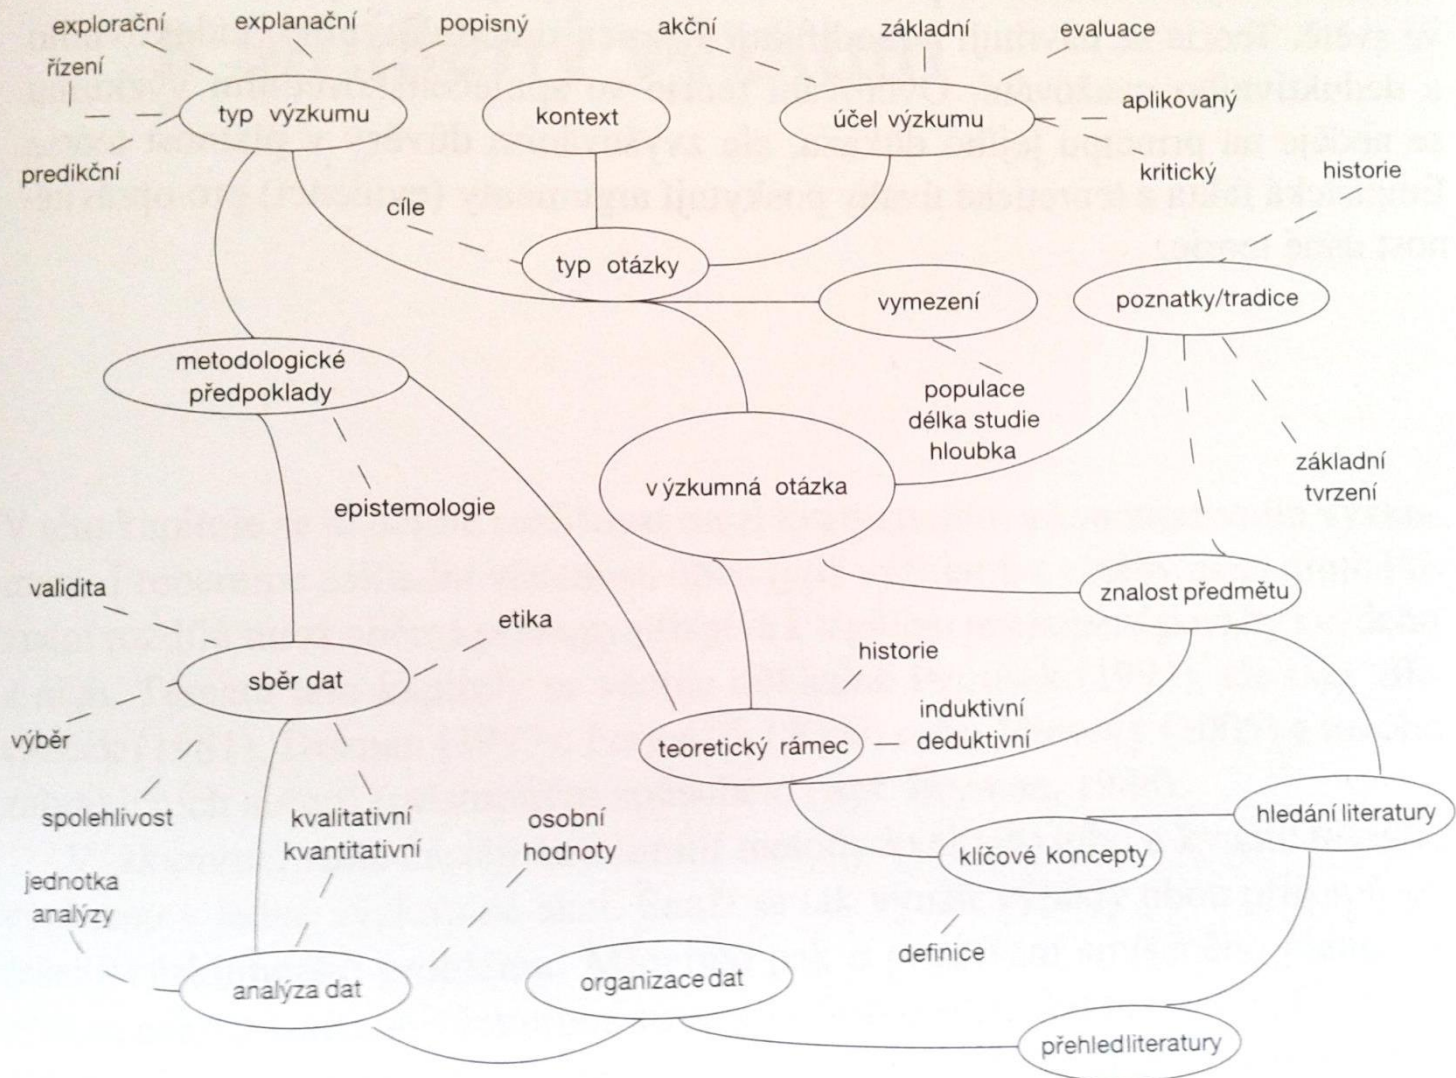 explorační
explanační
popisný
akční
základní
evaluace
řízení
typ výzkumu
kontext
účel výzkumu
aplikovaný
predikční
kritický
historie
cíle
typ otázky
vymezení
poznatky/tradice
metodologické
předpoklady
populace
délka studie
hloubka
výzkumná otázka
základní
tvrzení
epistemologie
validita
etika
znalost předmětu
sběr dat
historie
induktivní
deduktivní
výběr
teoretický rámec
spolehlivost
kvalitativní
kvantitativní
osobní
hodnoty
hledání literatury
klíčové koncepty
jednotka
analýzy
definice
analýza dat
organizace dat
přehled literatury